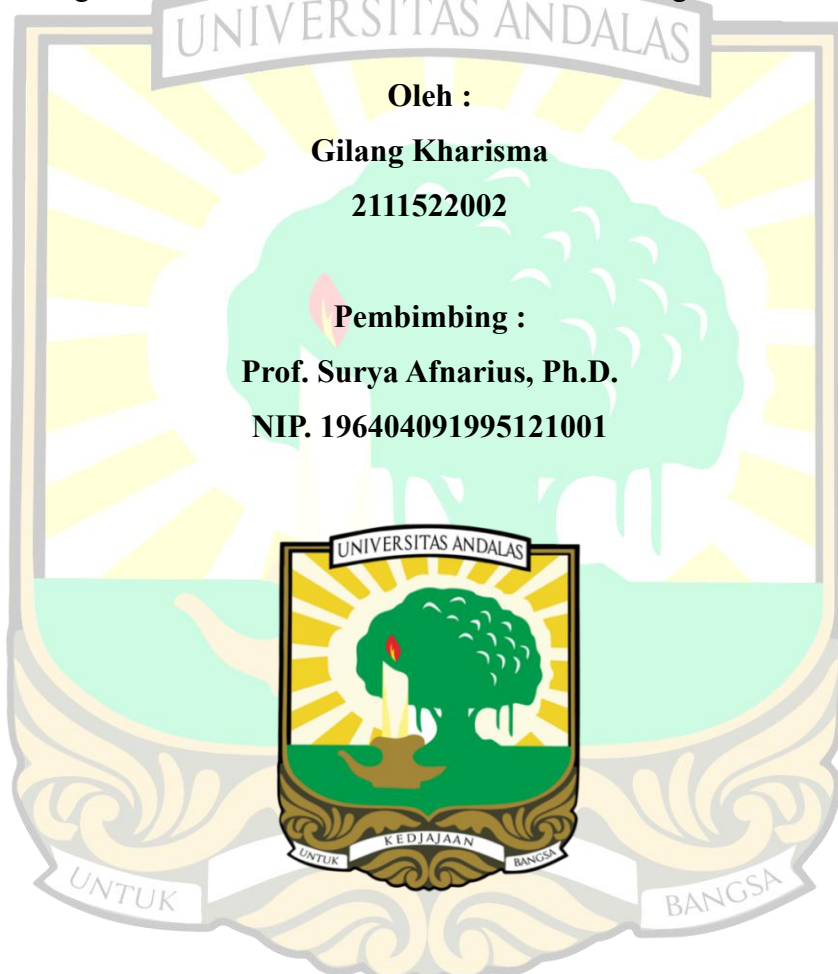 UNIVERSITAS ANDALAS
Oleh :
Gilang Kharisma
2111522002
Pembimbing :
Prof. Surya Afnarius, Ph.D.
NIP. 196404091995121001
UNIVERSITAS ANDALAS
UNTUK KEDJAJAAN BANGSA
UNTUK BANGSA